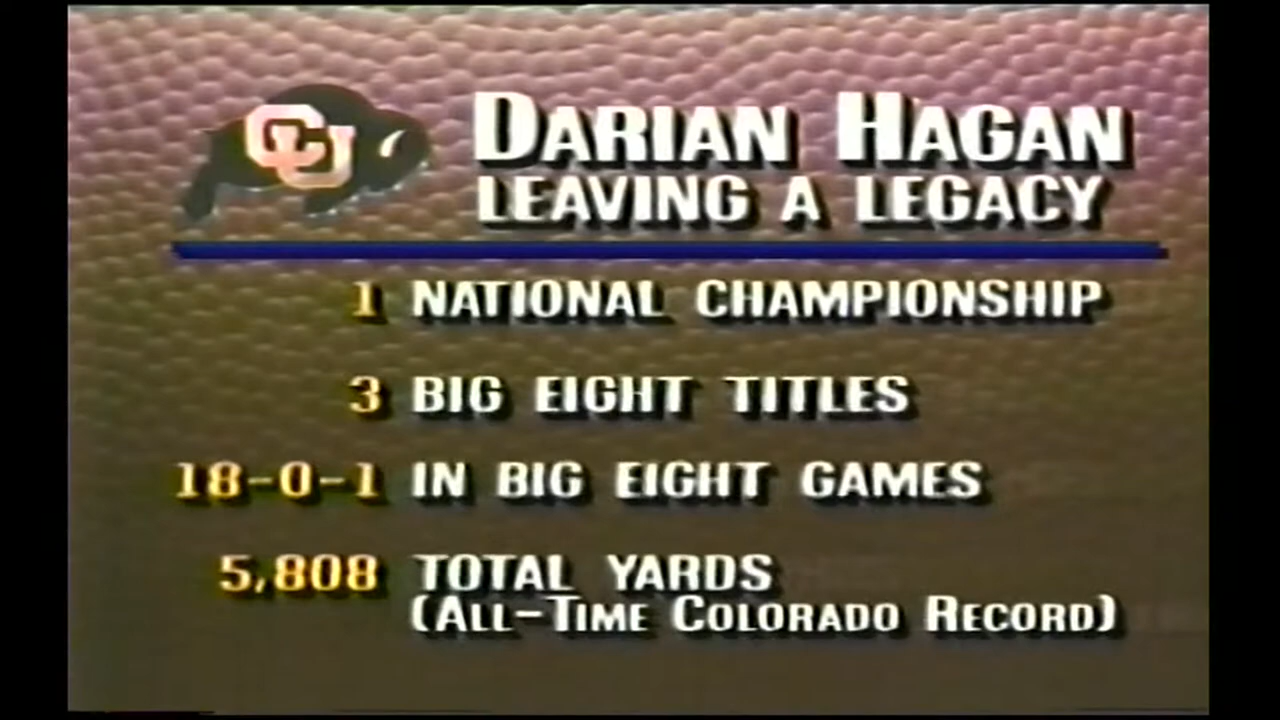 CU
DARIAN HAGAN
LEAVING A LEGACY
1 NATIONAL CHAMPIONSHIP
3 BIG EIGHT TITLES
18-0-1 IN BIG EIGHT GAMES
5,808 TOTAL YARDS
(ALL-TIME COLORADO RECORD)